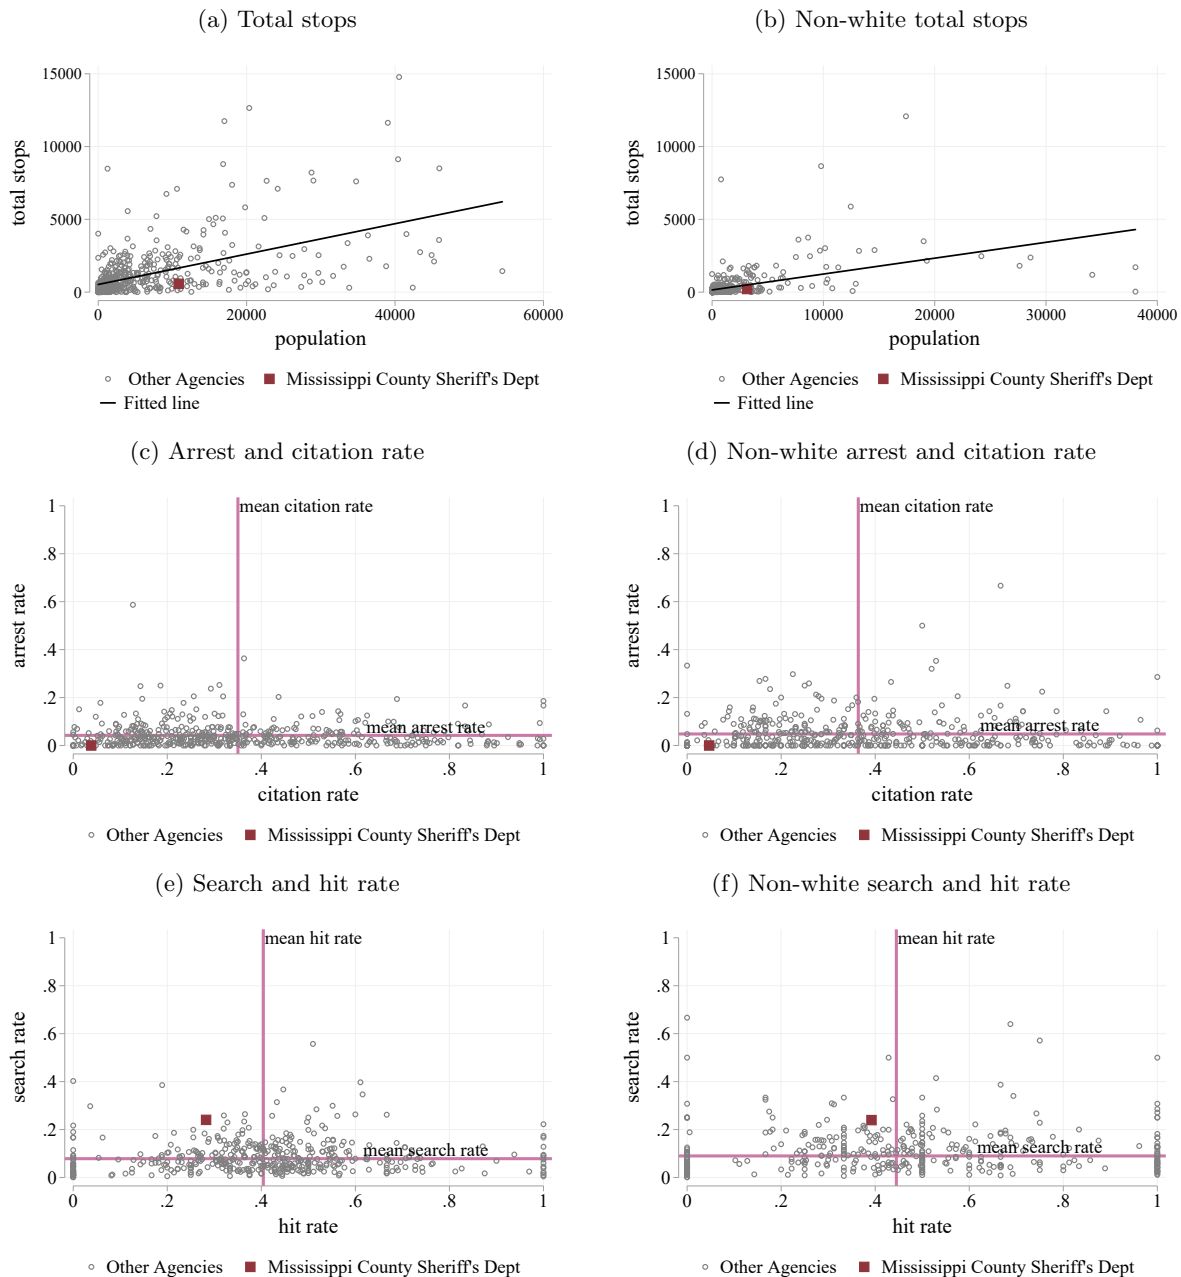 (a) Total stops
(b) Non-white total stops
15000
10000
5000
0
total stops
0
20000
40000
60000
population
Other Agencies
Mississippi County Sheriff's Dept
Fitted line
15000
10000
5000
0
total stops
0
10000
20000
30000
40000
population
Other Agencies
Mississippi County Sheriff's Dept
Fitted line
(c) Arrest and citation rate
(d) Non-white arrest and citation rate
1
.8
.6
.4
.2
0
arrest rate
mean citation rate
mean arrest rate
0
.2
.4
.6
.8
1
citation rate
Other Agencies
Mississippi County Sheriff's Dept
1
.8
.6
.4
.2
0
arrest rate
mean citation rate
mean arrest rate
0
.2
.4
.6
.8
1
citation rate
Other Agencies
Mississippi County Sheriff's Dept
(e) Search and hit rate
(f) Non-white search and hit rate
1
.8
.6
.4
.2
0
search rate
mean hit rate
mean search rate
0
.2
.4
.6
.8
1
hit rate
Other Agencies
Mississippi County Sheriff's Dept
1
.8
.6
.4
.2
0
search rate
mean hit rate
mean search rate
0
.2
.4
.6
.8
1
hit rate
Other Agencies
Mississippi County Sheriff's Dept